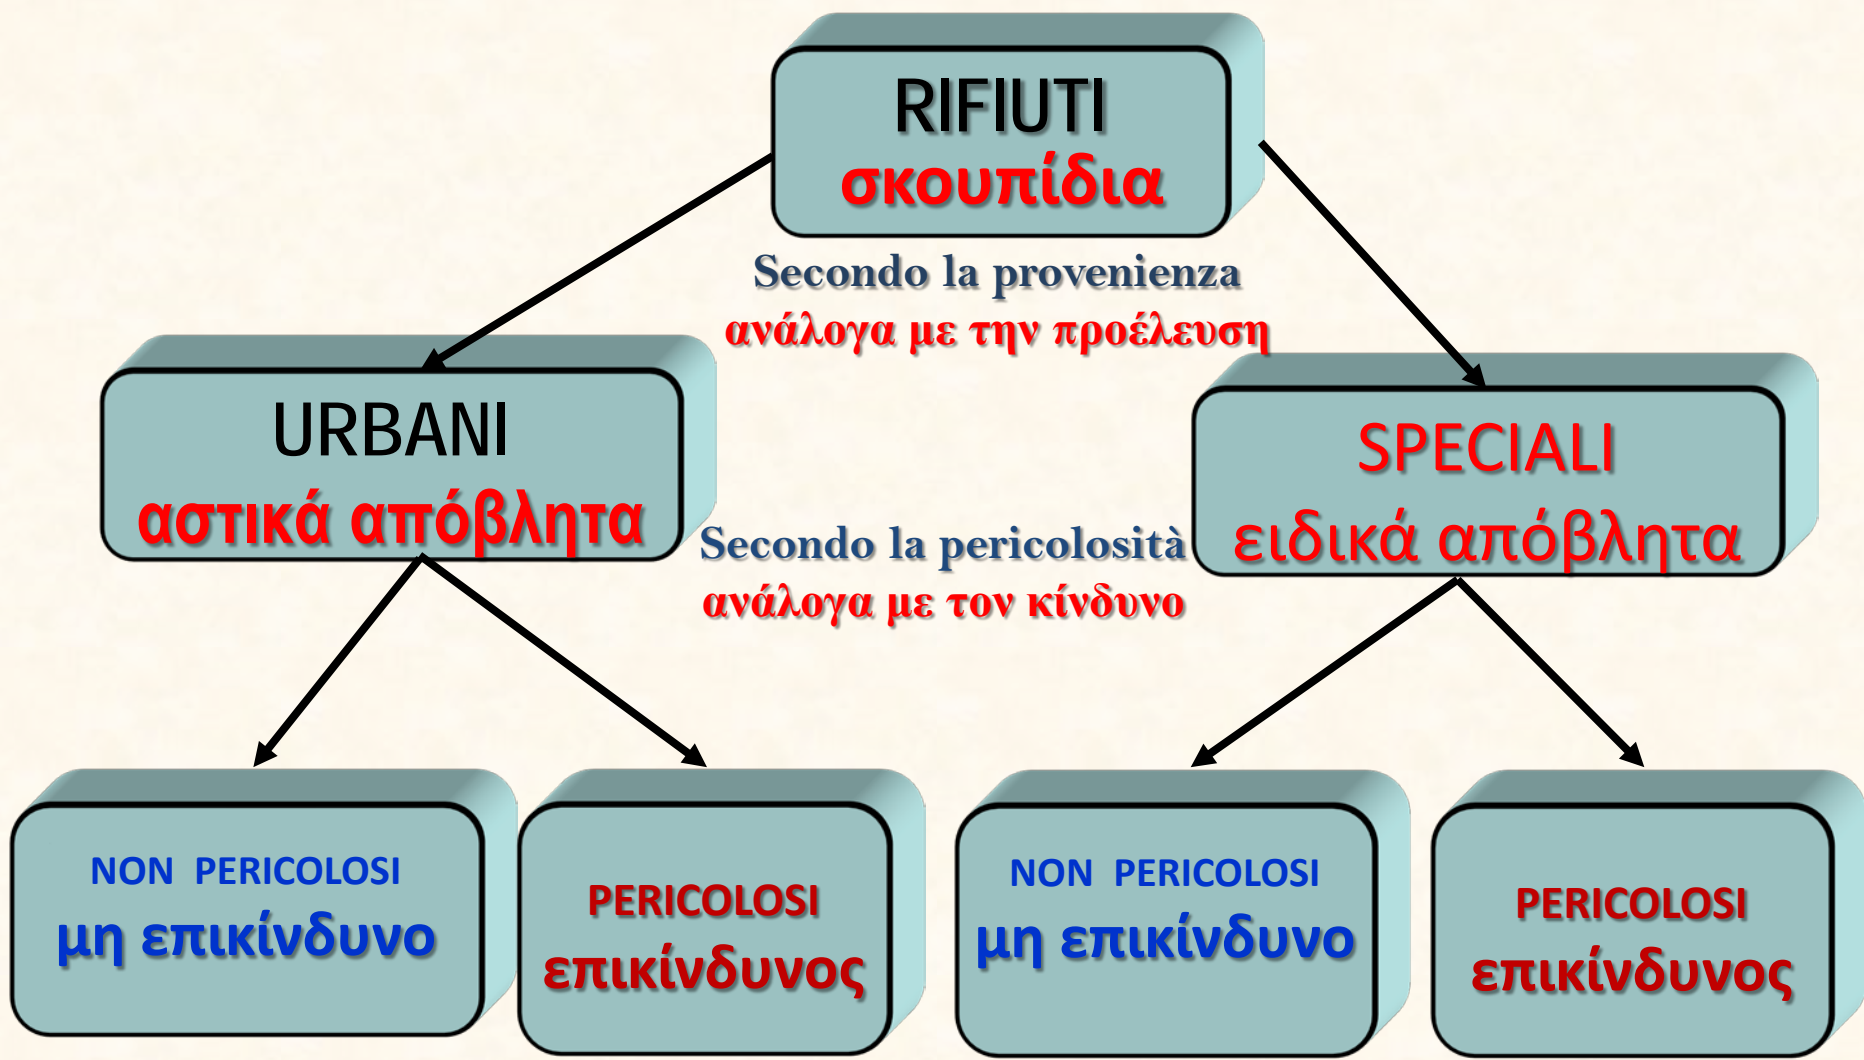 RIFIUTI
σκουπίδια
Secondo la provenienza
ανάλογα με την προέλευση
URBANI
αστικά απόβλητα
SPECIALI
ειδικά απόβλητα
Secondo la pericolosità
ανάλογα με τον κίνδυνο
NON PERICOLOSI
μη επικίνδυνο
PERICOLOSI
επικίνδυνος
NON PERICOLOSI
μη επικίνδυνο
PERICOLOSI
επικίνδυνος